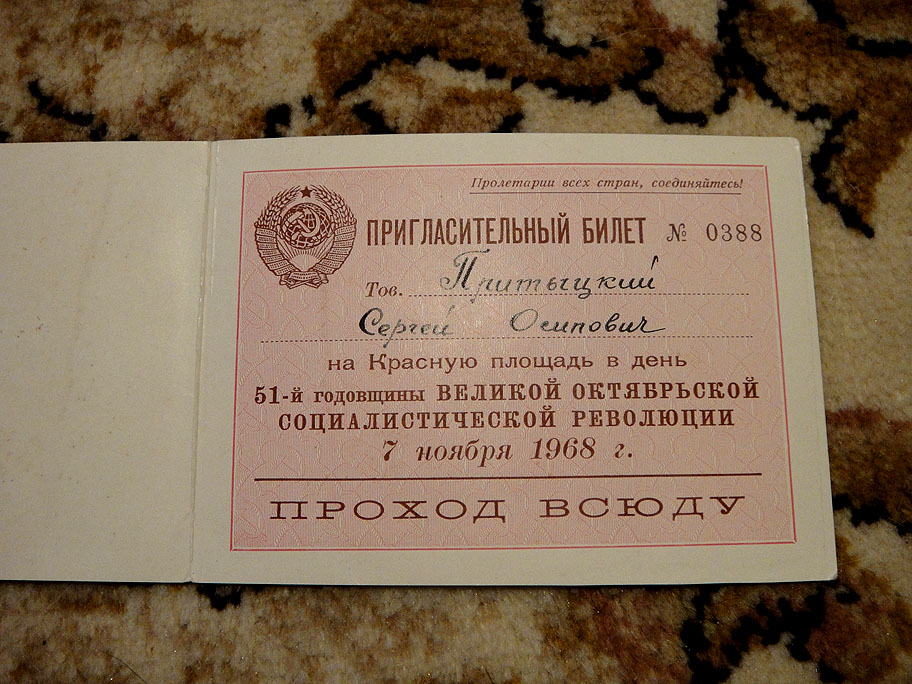 Пролетарии всех стран, соединяйтесь!
ПРИГЛАСИТЕЛЬНЫЙ БИЛЕТ № 0388
Тов. Притыцкий
Сергей Осипович
на Красную площадь в день
51-й годовщины ВЕЛИКОЙ ОКТЯБРЬСКОЙ
СОЦИАЛИСТИЧЕСКОЙ РЕВОЛЮЦИИ
7 ноября 1968 г.
ПРОХОД ВСЮДУ